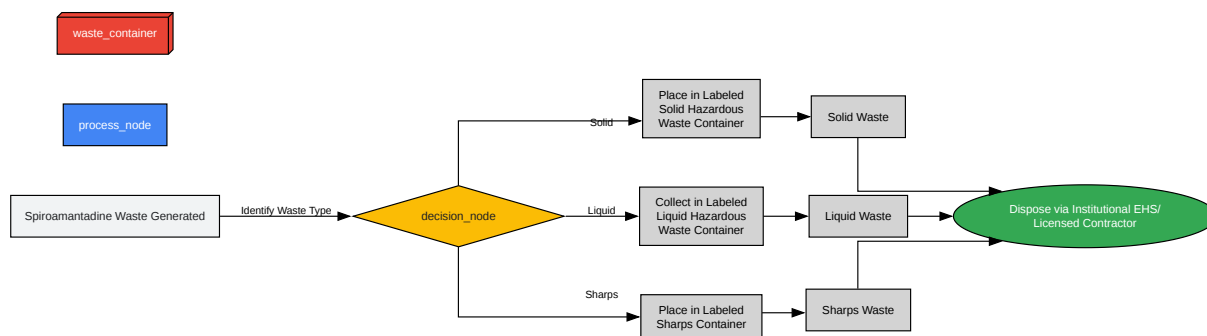 waste_container
process_node
Spiroamantadine Waste Generated
Identify Waste Type
decision_node
Solid
Place in Labeled
Solid Hazardous
Waste Container
Solid Waste
Liquid
Collect in Labeled
Liquid Hazardous
Waste Container
Liquid Waste
Sharps
Place in Labeled
Sharps Container
Sharps Waste
Dispose via Institutional EHS/
Licensed Contractor